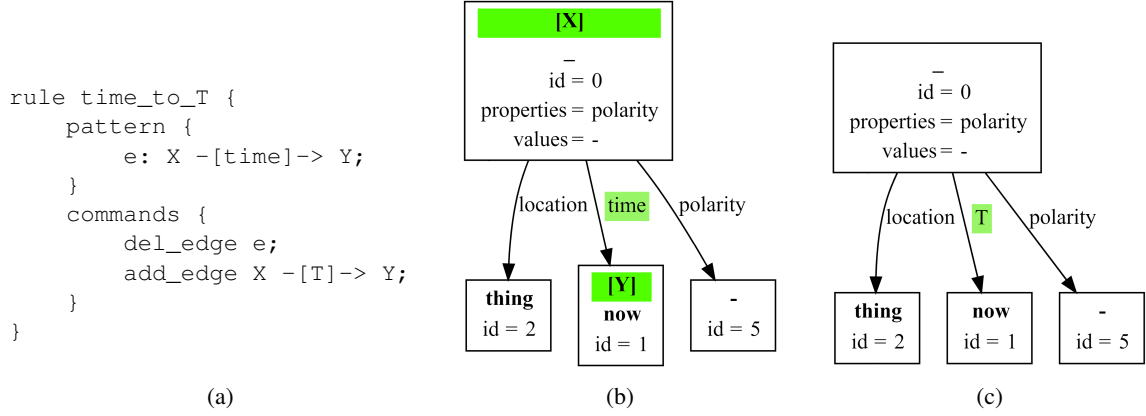 rule time_to_T {
pattern {
e: X -[time]-> Y;
}
commands {
del_edge e;
add_edge X -[T]-> Y;
}
}
(a)
[X]
_
id = 0
properties = polarity
values = -
location
time
polarity
thing
id = 2
[Y]
now
id = 1
-
id = 5
(b)
_
id = 0
properties = polarity
values = -
location
T
polarity
thing
id = 2
now
id = 1
-
id = 5
(c)